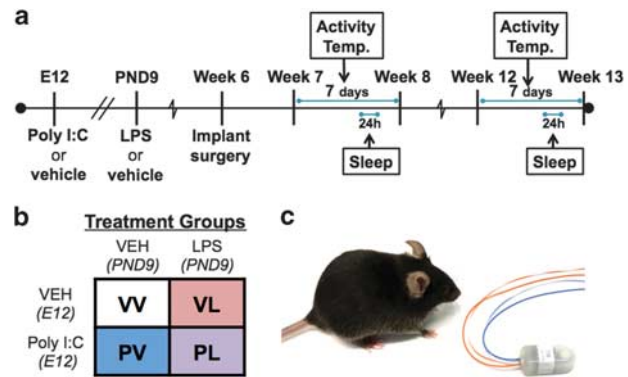 a
Activity
Temp.
Activity
Temp.
E12
PND9
Week 6
Week 7
Week 8
Week 12
Week 13
7 days
7 days
24h
24h
Poly I:C
or
vehicle
LPS
or
vehicle
Implant
surgery
Sleep
Sleep
b
Treatment Groups
VEH
(PND9)
LPS
(PND9)
VEH
(E12)
VV
VL
Poly I:C
(E12)
PV
PL
c